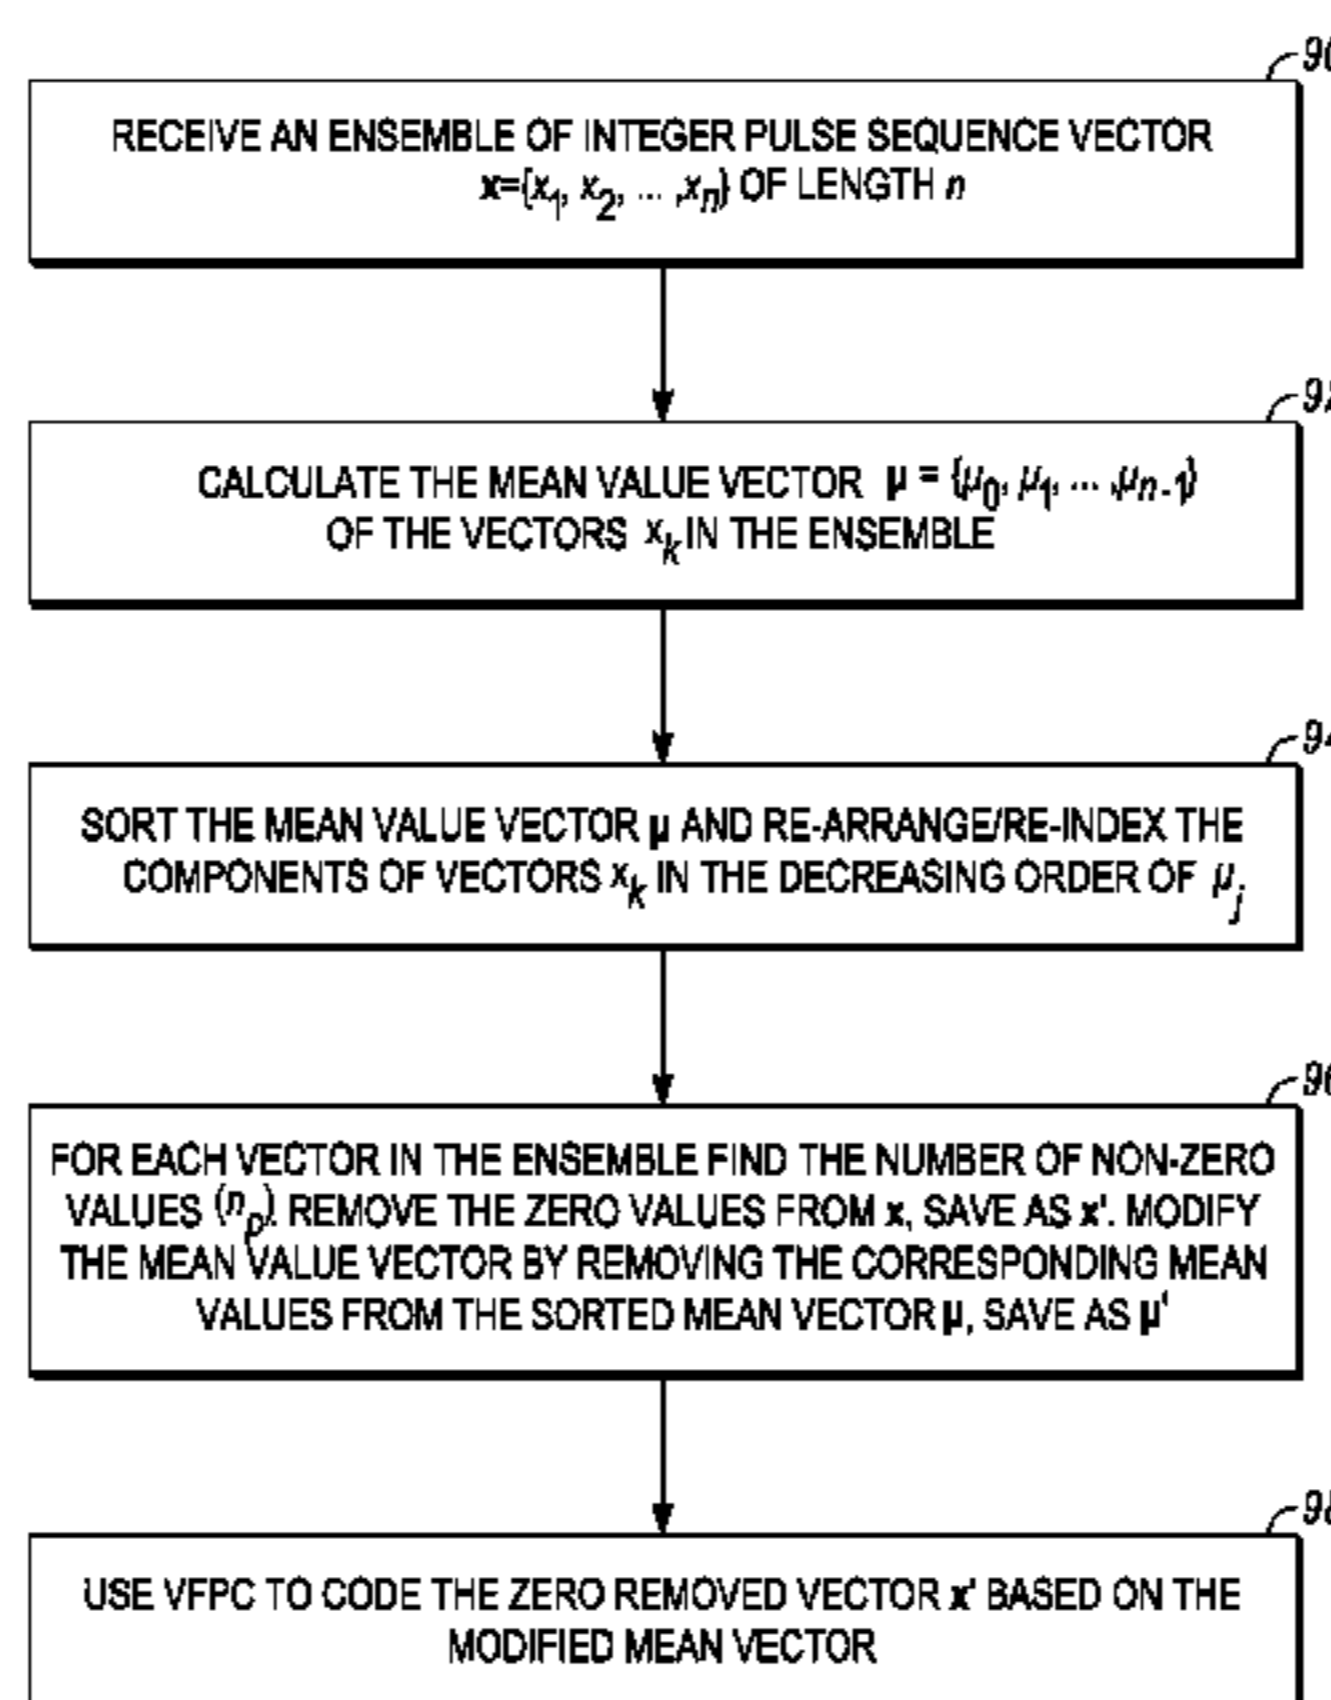 90
RECEIVE AN ENSEMBLE OF INTEGER PULSE SEQUENCE VECTOR
x={x1, x2, ... ,xn} OF LENGTH n
92
CALCULATE THE MEAN VALUE VECTOR μ = {μ0, μ1, ... ,μn-1}
OF THE VECTORS xk IN THE ENSEMBLE
94
SORT THE MEAN VALUE VECTOR μ AND RE-ARRANGE/RE-INDEX THE
COMPONENTS OF VECTORS xk IN THE DECREASING ORDER OF μj
96
FOR EACH VECTOR IN THE ENSEMBLE FIND THE NUMBER OF NON-ZERO
VALUES (np). REMOVE THE ZERO VALUES FROM x, SAVE AS x'. MODIFY
THE MEAN VALUE VECTOR BY REMOVING THE CORRESPONDING MEAN
VALUES FROM THE SORTED MEAN VECTOR μ, SAVE AS μ'
98
USE VFPC TO CODE THE ZERO REMOVED VECTOR x' BASED ON THE
MODIFIED MEAN VECTOR